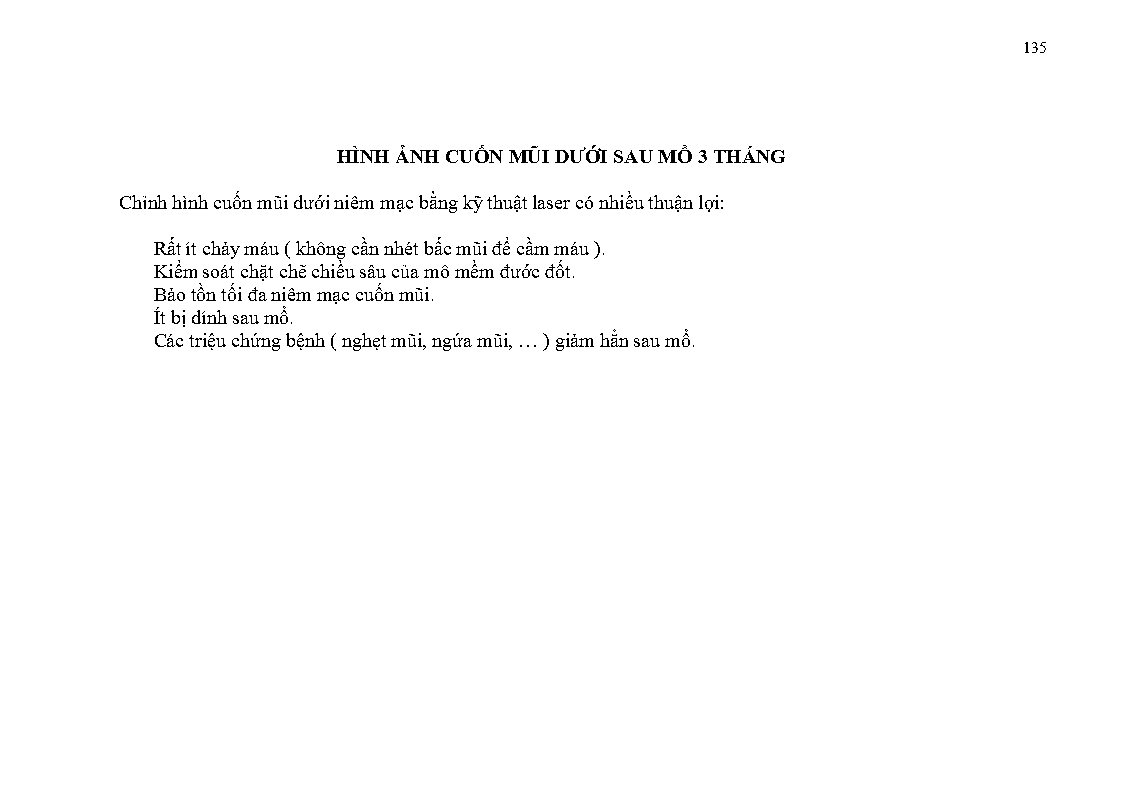 135
HÌNH ẢNH CUỐN MŨI DƯỚI SAU MỔ 3 THÁNG
Chỉnh hình cuốn mũi dưới niêm mạc bằng kỹ thuật laser có nhiều thuận lợi:
Rất ít chảy máu ( không cần nhét bấc mũi để cầm máu ).
Kiểm soát chặt chẽ chiều sâu của mô mềm đước đốt.
Bảo tồn tối đa niêm mạc cuốn mũi.
Ít bị dính sau mổ.
Các triệu chứng bệnh ( nghẹt mũi, ngứa mũi, … ) giảm hẳn sau mổ.